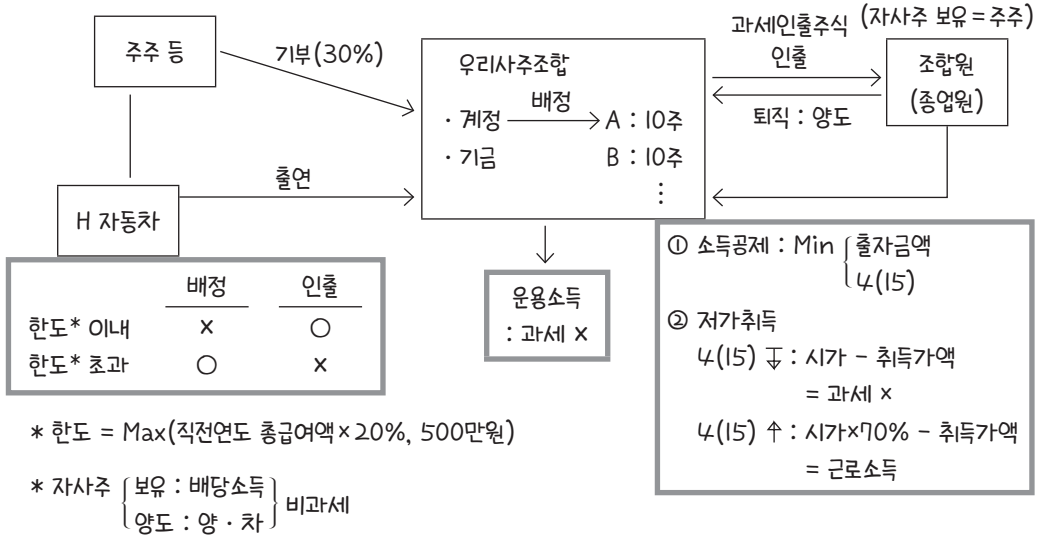 주주 등
기부(30%)
우리사주조합
배정
· 계정
A : 10주
· 기금
B : 10주
⋮
과세인출주식 (자사주 보유=주주)
인출
조합원
(종업원)
퇴직 : 양도
출연
H 자동차
배정 인출
한도* 이내 × ○
한도* 초과 ○ ×
운용소득
: 과세 ×
① 소득공제 : Min { 출자금액
4(15)
② 저가취득
4(15) ↓ : 시가 - 취득가액
= 과세 ×
4(15) ↑ : 시가×70% - 취득가액
= 근로소득
* 한도 = Max(직전연도 총급여액×20%, 500만원)
* 자사주 { 보유 : 배당소득
양도 : 양 · 차 } 비과세